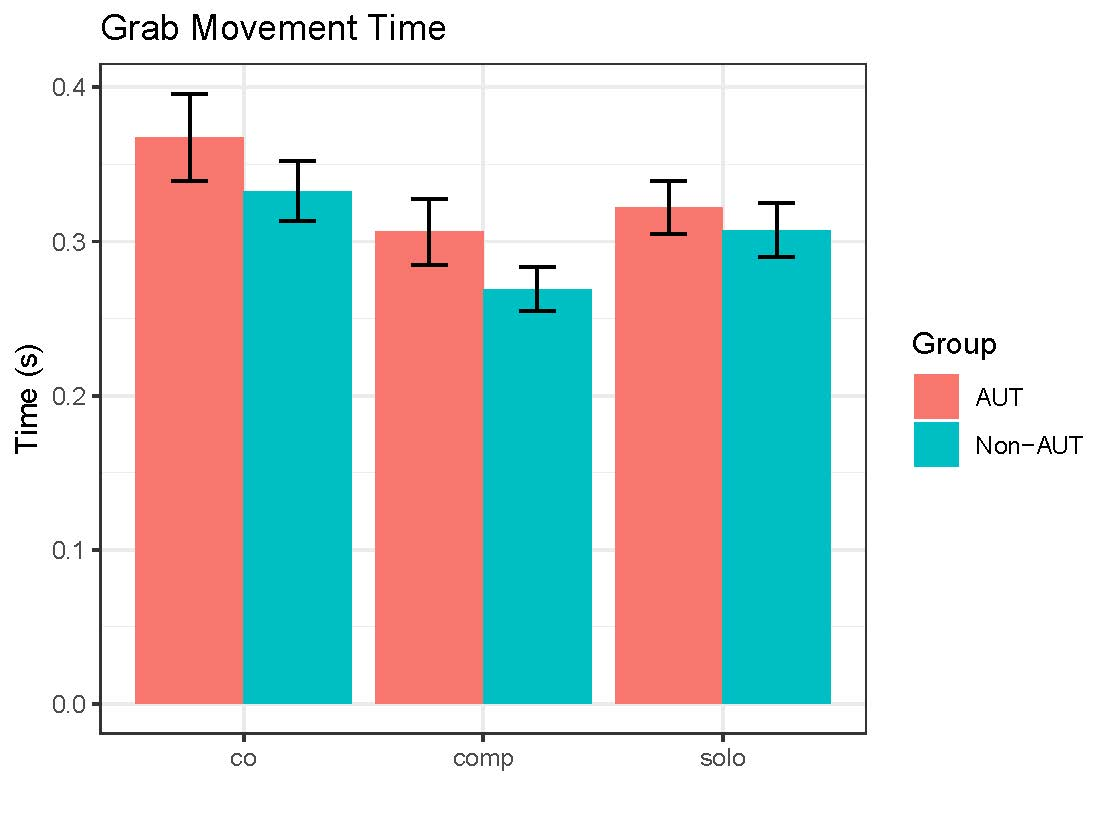 Grab Movement Time
0.4
0.3
0.2
0.1
0.0
Time (s)
co comp solo
Group
AUT
Non-AUT